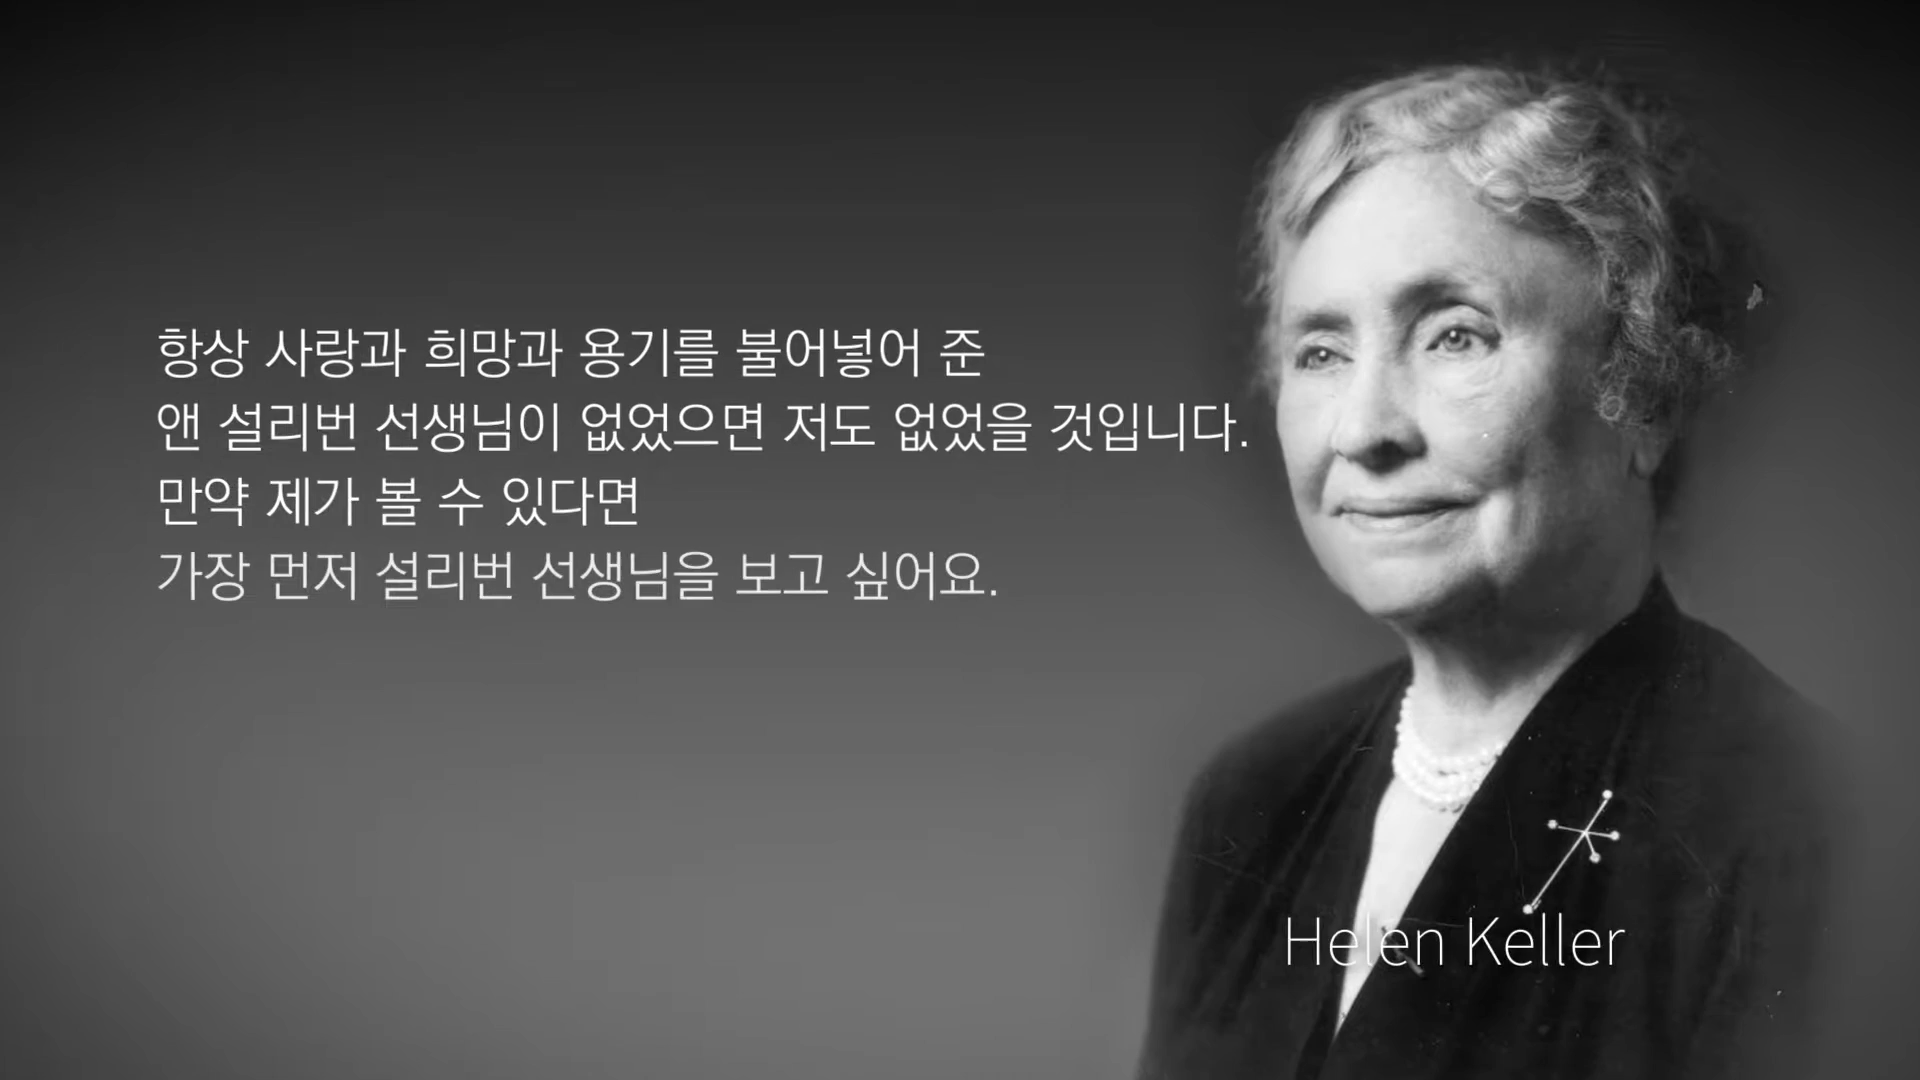 항상 사랑과 희망과 용기를 불어넣어 준
앤 설리번 선생님이 없었으면 저도 없었을 것입니다.
만약 제가 볼 수 있다면
가장 먼저 설리번 선생님을 보고 싶어요.
Helen Keller